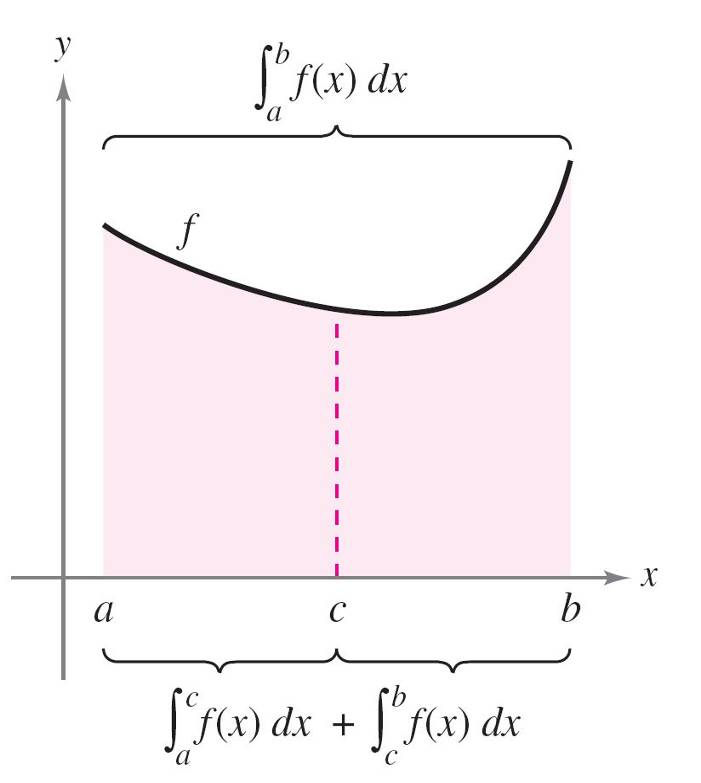 y
∫_a^b f(x) dx
f
x
a c b
∫_a^c f(x) dx + ∫_c^b f(x) dx